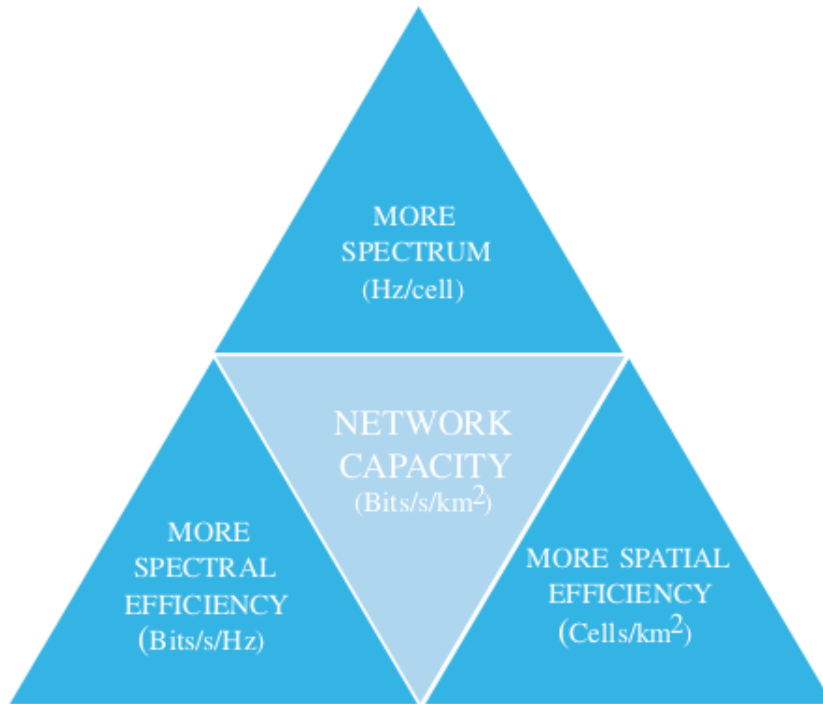 MORE
SPECTRUM
(Hz/cell)
NETWORK
CAPACITY
(Bits/s/km²)
MORE
SPECTRAL
EFFICIENCY
(Bits/s/Hz)
MORE SPATIAL
EFFICIENCY
(Cells/km²)